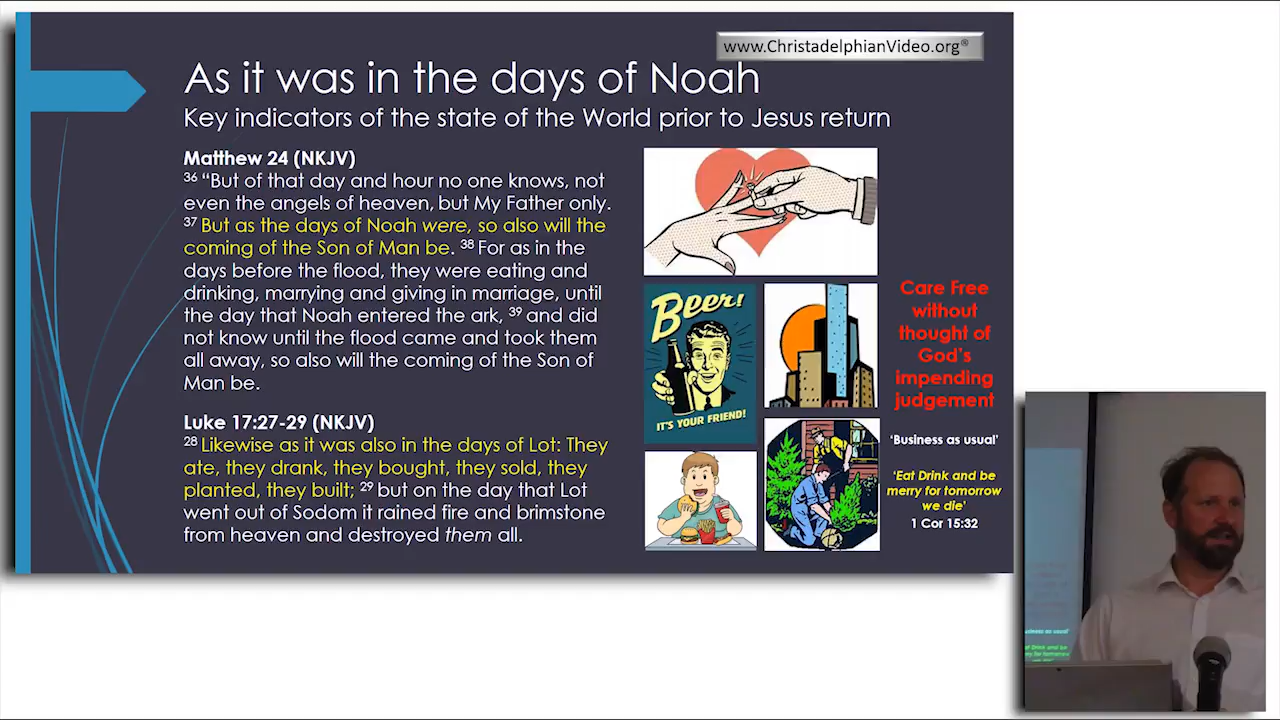 www.ChristadelphianVideo.org®
As it was in the days of Noah
Key indicators of the state of the World prior to Jesus return
Matthew 24 (NKJV)
36 “But of that day and hour no one knows, not
even the angels of heaven, but My Father only.
37 But as the days of Noah were, so also will the
coming of the Son of Man be. 38 For as in the
days before the flood, they were eating and
drinking, marrying and giving in marriage, until
the day that Noah entered the ark, 39 and did
not know until the flood came and took them
all away, so also will the coming of the Son of
Man be.
Luke 17:27-29 (NKJV)
28 Likewise as it was also in the days of Lot: They
ate, they drank, they bought, they sold, they
planted, they built; 29 but on the day that Lot
went out of Sodom it rained fire and brimstone
from heaven and destroyed them all.
Beer!
IT'S YOUR FRIEND!
Care Free
without
thought of
God’s
impending
judgement
‘Business as usual’
‘Eat Drink and be
merry for tomorrow
we die’
1 Cor 15:32
Business as usual'
Eat Drink and be